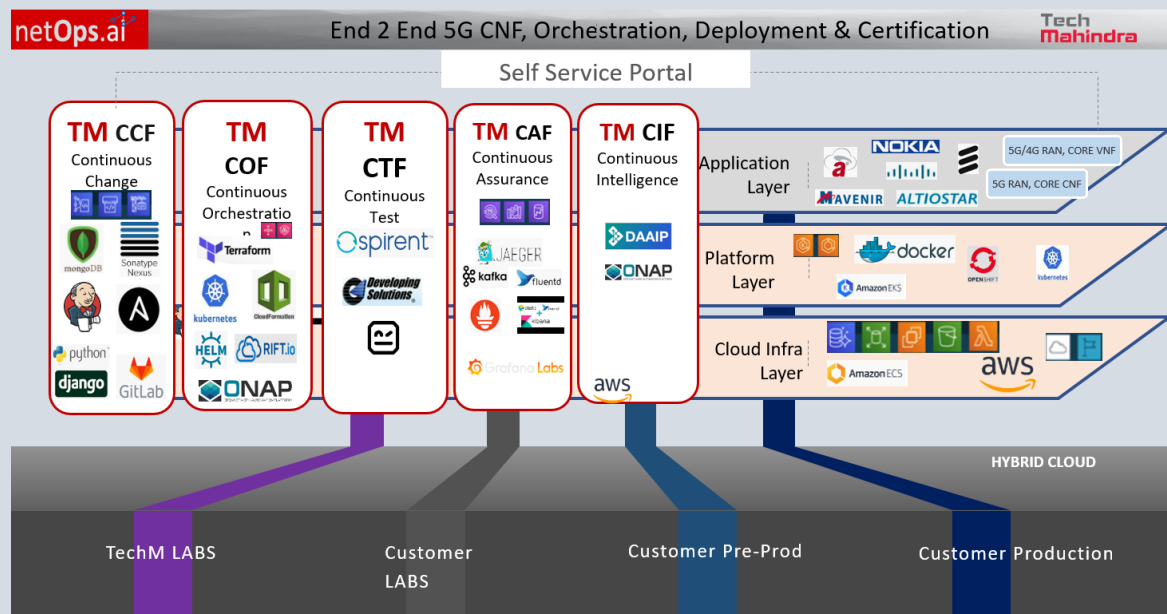 netOps.ai
End 2 End 5G CNF, Orchestration, Deployment & Certification
Tech
Mahindra
Self Service Portal
TM CCF
Continuous
Change
mongoDB
Sonatype
Nexus
python
django
GitLab
TM
COF
Continuous
Orchestratio
n
Terraform
kubernetes
CloudFormation
HELM
RIFT.io
ONAP
TM
CTF
Continuous
Test
spirent
Developing
Solutions
TM CAF
Continuous
Assurance
JAEGER
kafka
fluentd
kibana
Grafana Labs
TM CIF
Continuous
Intelligence
DAAIP
ONAP
aws
Application
Layer
NOKIA
cisco
MAVENIR
ALTIOSTAR
5G/4G RAN, CORE VNF
5G RAN, CORE CNF
Platform
Layer
docker
Amazon EKS
OPENSHIFT
kubernetes
Cloud Infra
Layer
Amazon ECS
aws
HYBRID CLOUD
TechM LABS
Customer
LABS
Customer Pre-Prod
Customer Production